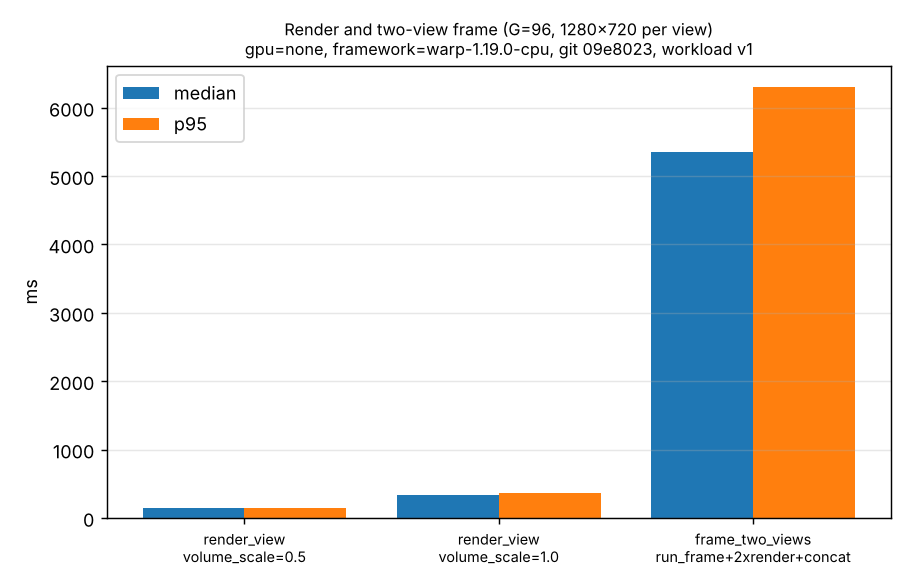 Render and two-view frame (G=96, 1280×720 per view)
gpu=none, framework=warp-1.19.0-cpu, git 09e8023, workload v1
median
p95
6000
5000
4000
3000
2000
1000
0
ms
render_view
volume_scale=0.5
render_view
volume_scale=1.0
frame_two_views
run_frame+2xrender+concat